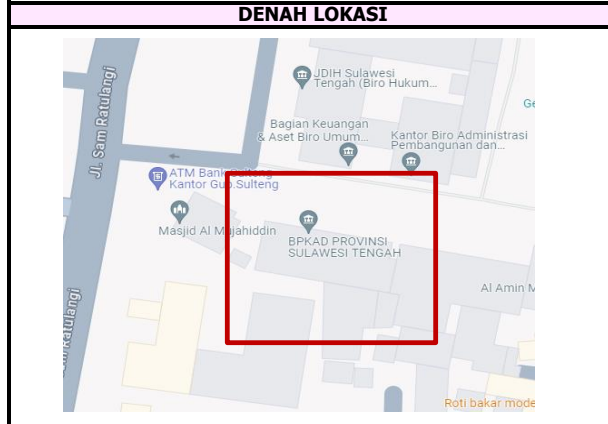 DENAH LOKASI
Jl. Sam Ratulangi
JDIH Sulawesi
Tengah (Biro Hukum...
Bagian Keuangan
& Aset Biro Umum...
Kantor Biro Administrasi
Pembangunan dan...
ATM Bank Sulteng
Kantor Gub.Sulteng
Masjid Al Mujahiddin
BPKAD PROVINSI
SULAWESI TENGAH
Al Amin M
Ratulangi
Roti bakar mode